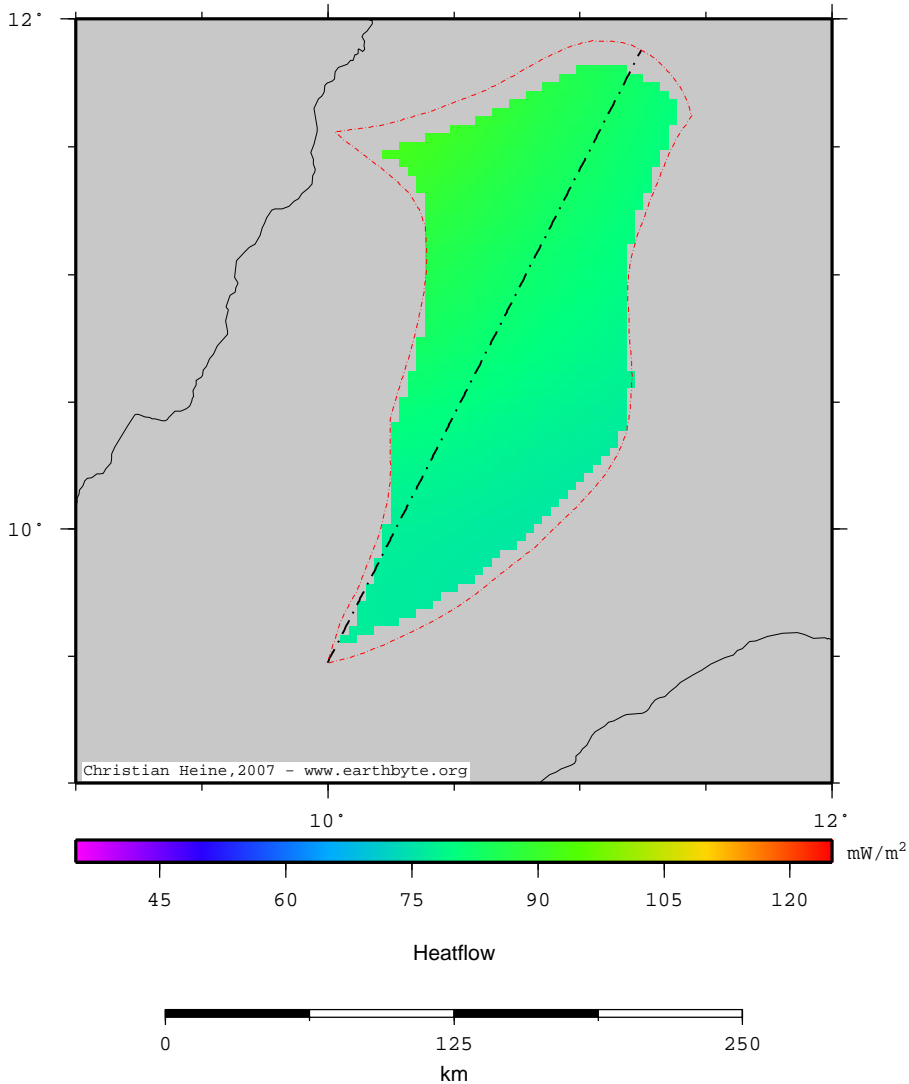 12°
10°
Christian Heine,2007 - www.earthbyte.org
10° 12°
mW/m²
45 60 75 90 105 120
Heatflow
0 125 250
km